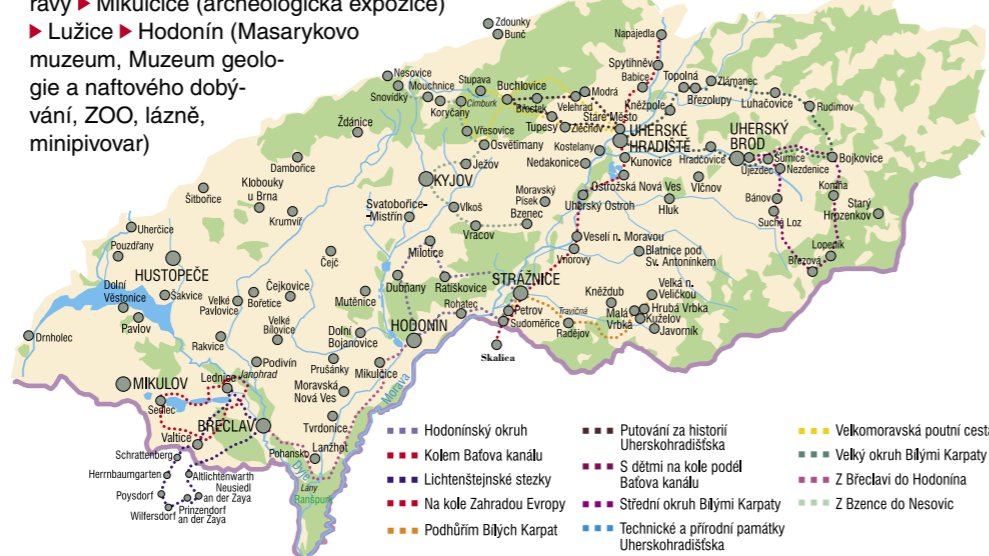 ravy ▶ Mikulčice (archeologická expozice)
▶ Lužice ▶ Hodonín (Masarykovo
muzeum, Muzeum geolo-
gie a naftového dobý-
vání, ZOO, lázně,
minipivovar)
Zdounky
Bunč
Napajedla
Spytihněv
Babice
Nesovice
Mouchnice
Stupava
Buchlovice
Modrá
Topolná
Zlámanec
Snovídky
Koryčany
Cimburk
Břestek
Velehrad
Kněžpole
Březolupy
Luhačovice
Rudimov
Staré Město
Ždánice
Vřesovice
Tupesy
Zlechov
UHERSKÉ
HRADIŠTĚ
UHERSKÝ
BROD
Osvětimany
Kostelany
Kunovice
Hradčovice
Šumice
Bojkovice
Dambořice
Ježov
Nedakonice
Újezdec
Nezdenice
KYJOV
Šitbořice
Klobouky
u Brna
Moravský
Písek
Ostrožská Nová Ves
Vlčnov
Komňa
Svatobořice-
Mistřín
Vlkoš
Bzenec
Uherský Ostroh
Hluk
Bánov
Starý
Hrozenkov
Krumvíř
Suchá Loz
Uherčice
Vracov
Pouzdřany
Milotice
Veselí n. Moravou
Lopeník
Čejč
Vnorovy
Blatnice pod
Sv. Antonínkem
Březová
HUSTOPEČE
Dubňany
Ratíškovice
STRÁŽNICE
Dolní
Věstonice
Šakvice
Velké
Pavlovice
Bořetice
Čejkovice
Mutěnice
Rohatec
Kněždub
Velká n.
Veličkou
Pavlov
Velké
Bílovice
Dolní
Bojanovice
HODONÍN
Petrov
Travičná
Malá
Vrbka
Hrubá Vrbka
Kuželov
Drnholec
Rakvice
Sudoměřice
Radějov
Javorník
Skalica
Podivín
Prušánky
Mikulčice
MIKULOV
Lednice
Janohrad
Moravská
Nová Ves
Morava
Sedlec
BŘECLAV
Tvrdonice
Valtice
Pohansko
Lanžhot
Schrattenberg
Dyje
Herrnbaumgarten
Altlichtenwarth
Lány
Neusiedl
an der Zaya
Ranšpurk
Poysdorf
Prinzendorf
an der Zaya
Wilfersdorf
Hodonínský okruh
Kolem Baťova kanálu
Lichtenštejnské stezky
Na kole Zahradou Evropy
Podhůřím Bílých Karpat
Putování za historií
Uherskohradišťska
S dětmi na kole podél
Baťova kanálu
Střední okruh Bílými Karpaty
Technické a přírodní památky
Uherskohradišťska
Velkomoravská poutní cesta
Velký okruh Bílými Karpaty
Z Břeclavi do Hodonína
Z Bzence do Nesovic